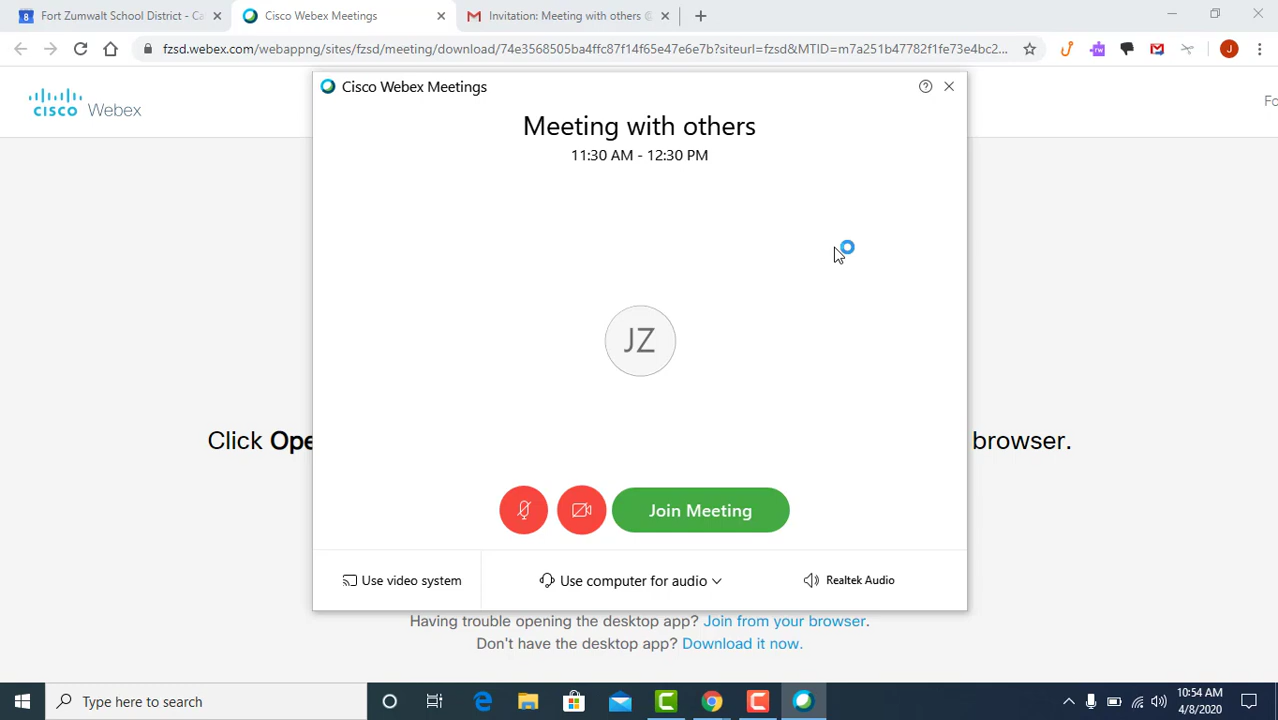 Fort Zumwalt School District - Ca
Cisco Webex Meetings
Invitation: Meeting with others @
fzsd.webex.com/webappng/sites/fzsd/meeting/download/74e3568505ba4ffc87f14f65e47e6e7b?siteurl=fzsd&MTID=m7a251b47782f1fe73e4bc2...
J
Cisco Webex Meetings
CISCO Webex
Fo
Meeting with others
11:30 AM - 12:30 PM
JZ
Click Ope
browser.
Join Meeting
Use video system
Use computer for audio
Realtek Audio
Having trouble opening the desktop app? Join from your browser.
Don't have the desktop app? Download it now.
Type here to search
10:54 AM
4/8/2020